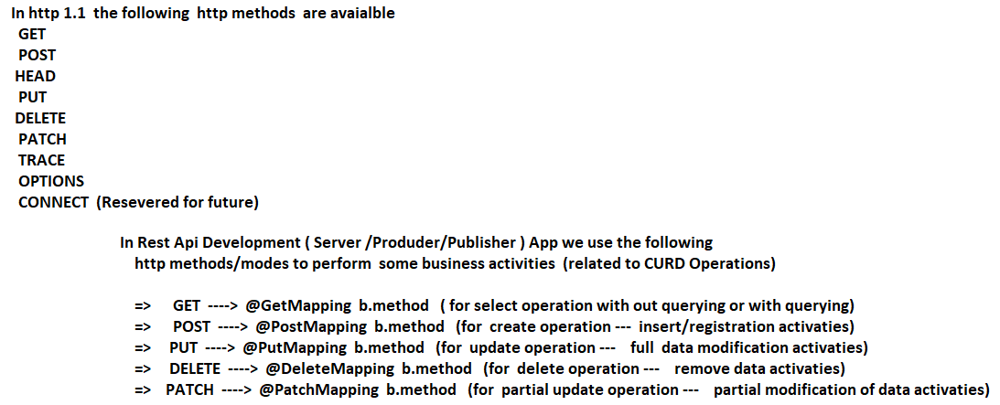 In http 1.1 the following http methods are avaialble
GET
POST
HEAD
PUT
DELETE
PATCH
TRACE
OPTIONS
CONNECT (Resevered for future)
In Rest Api Development ( Server /Produder/Publisher ) App we use the following
http methods/modes to perform some business activities (related to CURD Operations)
=> GET ----> @GetMapping b.method ( for select operation with out querying or with querying)
=> POST ----> @PostMapping b.method (for create operation --- insert/registration activaties)
=> PUT ----> @PutMapping b.method (for update operation --- full data modification activaties)
=> DELETE ----> @DeleteMapping b.method (for delete operation --- remove data activaties)
=> PATCH ----> @PatchMapping b.method (for partial update operation --- partial modification of data activaties)